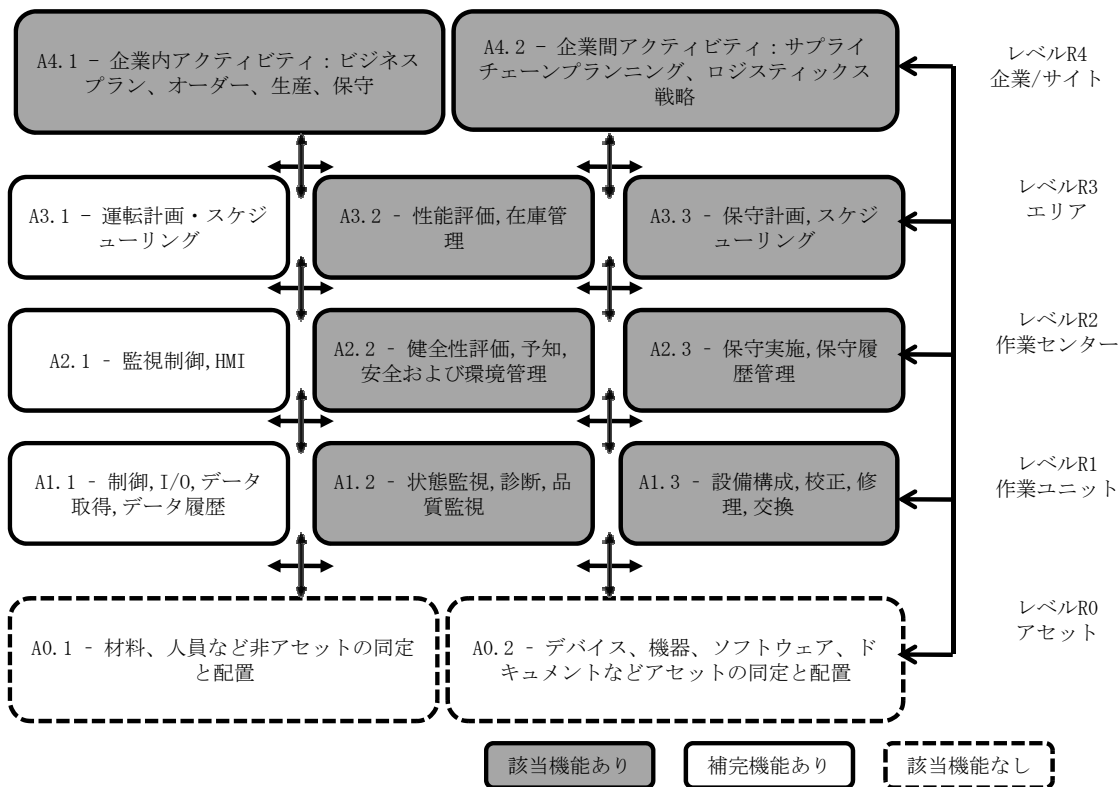 A4.1 - 企業内アクティビティ：ビジネス
プラン、オーダー、生産、保守
A4.2 - 企業間アクティビティ：サプライ
チェーンプランニング、ロジスティックス
戦略
レベルR4
企業/サイト
A3.1 - 運転計画・スケジ
ューリング
A3.2 - 性能評価,在庫管
理
A3.3 - 保守計画,スケジ
ューリング
レベルR3
エリア
A2.1 - 監視制御,HMI
A2.2 - 健全性評価,予知,
安全および環境管理
A2.3 - 保守実施,保守履
歴管理
レベルR2
作業センター
A1.1 - 制御,I/O,データ
取得,データ履歴
A1.2 - 状態監視,診断,品
質監視
A1.3 - 設備構成,校正,修
理,交換
レベルR1
作業ユニット
A0.1 - 材料、人員など非アセットの同定
と配置
A0.2 - デバイス、機器、ソフトウェア、ド
キュメントなどアセットの同定と配置
レベルR0
アセット
該当機能あり
補完機能あり
該当機能なし